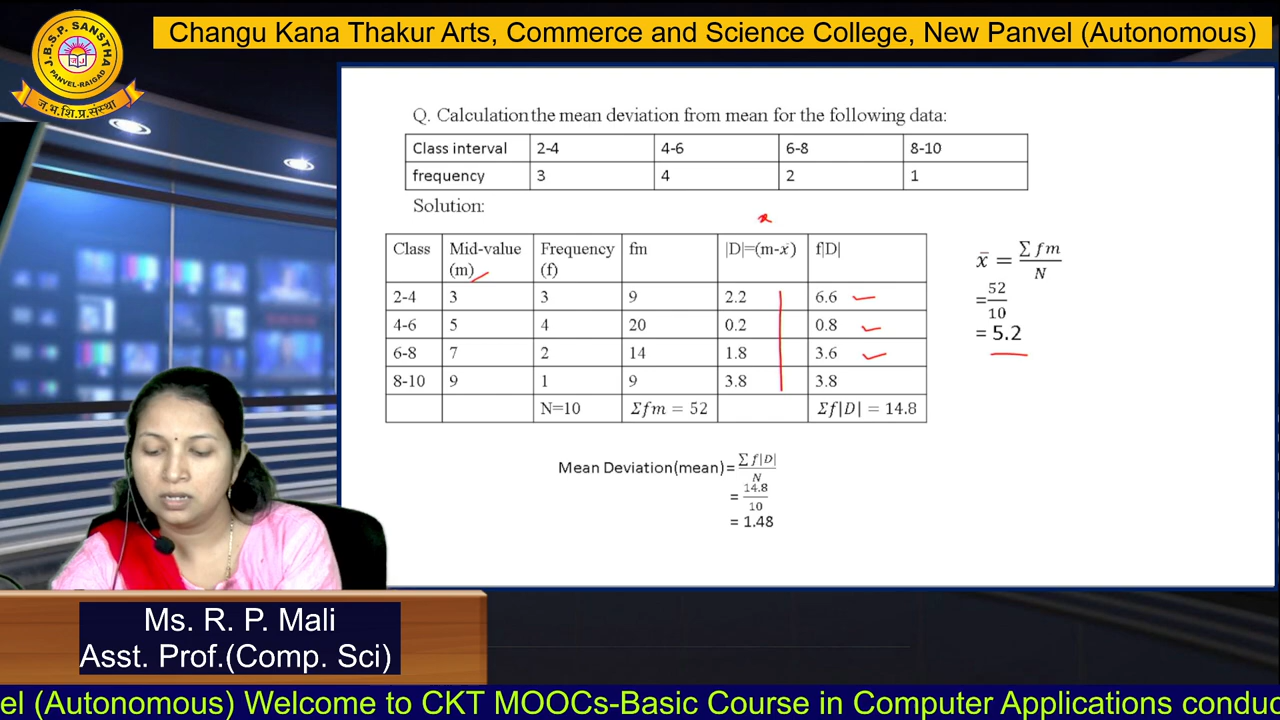 Changu Kana Thakur Arts, Commerce and Science College, New Panvel (Autonomous)
J.B.S.P. SANSTHA
PANVEL-RAIGAD
ज.भ.शि.प्र.संस्था
Q. Calculation the mean deviation from mean for the following data:
Class interval 2-4 4-6 6-8 8-10
frequency 3 4 2 1
Solution:
x
Class Mid-value (m) Frequency (f) fm |D|=(m-x̄) f|D|
2-4 3 3 9 2.2 6.6
4-6 5 4 20 0.2 0.8
6-8 7 2 14 1.8 3.6
8-10 9 1 9 3.8 3.8
N=10 Σfm = 52 Σf|D| = 14.8
x̄ = ∑fm/N
=52/10
= 5.2
Mean Deviation(mean)= ∑f|D|/N
= 14.8/10
= 1.48
Ms. R. P. Mali
Asst. Prof.(Comp. Sci)
el (Autonomous) Welcome to CKT MOOCs-Basic Course in Computer Applications conduc